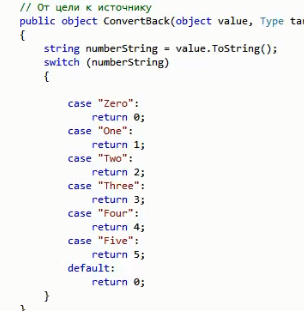 // От цели к источнику
public object ConvertBack(object value, Type tar
{
string numberString = value.ToString();
switch (numberString)
{
case "Zero":
return 0;
case "One":
return 1;
case "Two":
return 2;
case "Three":
return 3;
case "Four":
return 4;
case "Five":
return 5;
default:
return 0;
}
}